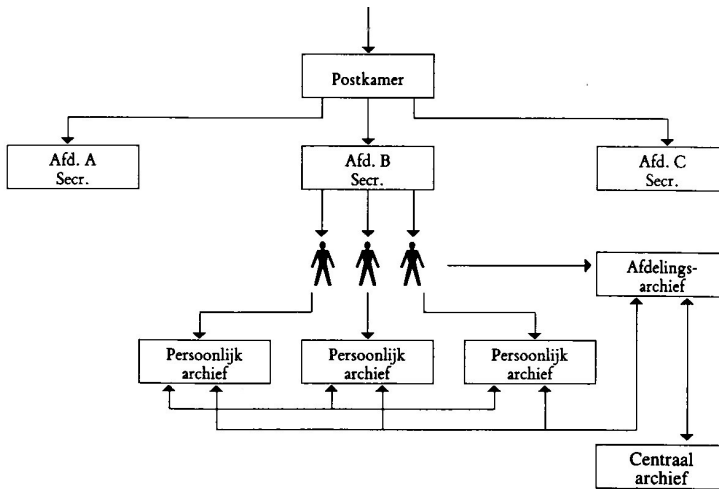 Postkamer
Afd. A
Secr.
Afd. B
Secr.
Afd. C
Secr.
Afdelings-
archief
Persoonlijk
archief
Persoonlijk
archief
Persoonlijk
archief
Centraal
archief